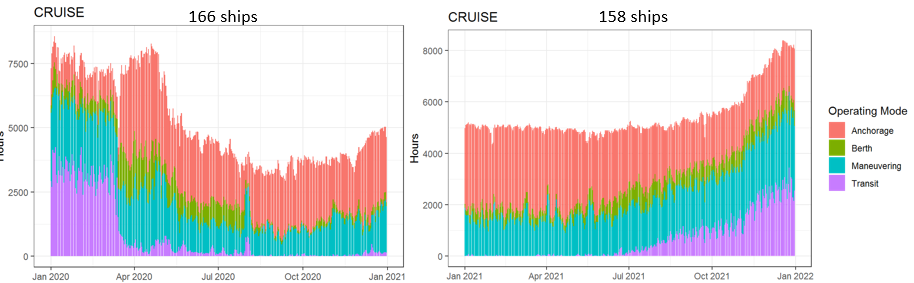 CRUISE
166 ships
7500
5000
2500
0
Hours
Jan 2020
Apr 2020
Jul 2020
Oct 2020
Jan 2021
CRUISE
158 ships
8000
6000
4000
2000
0
Hours
Jan 2021
Apr 2021
Jul 2021
Oct 2021
Jan 2022
Operating Mode
Anchorage
Berth
Maneuvering
Transit